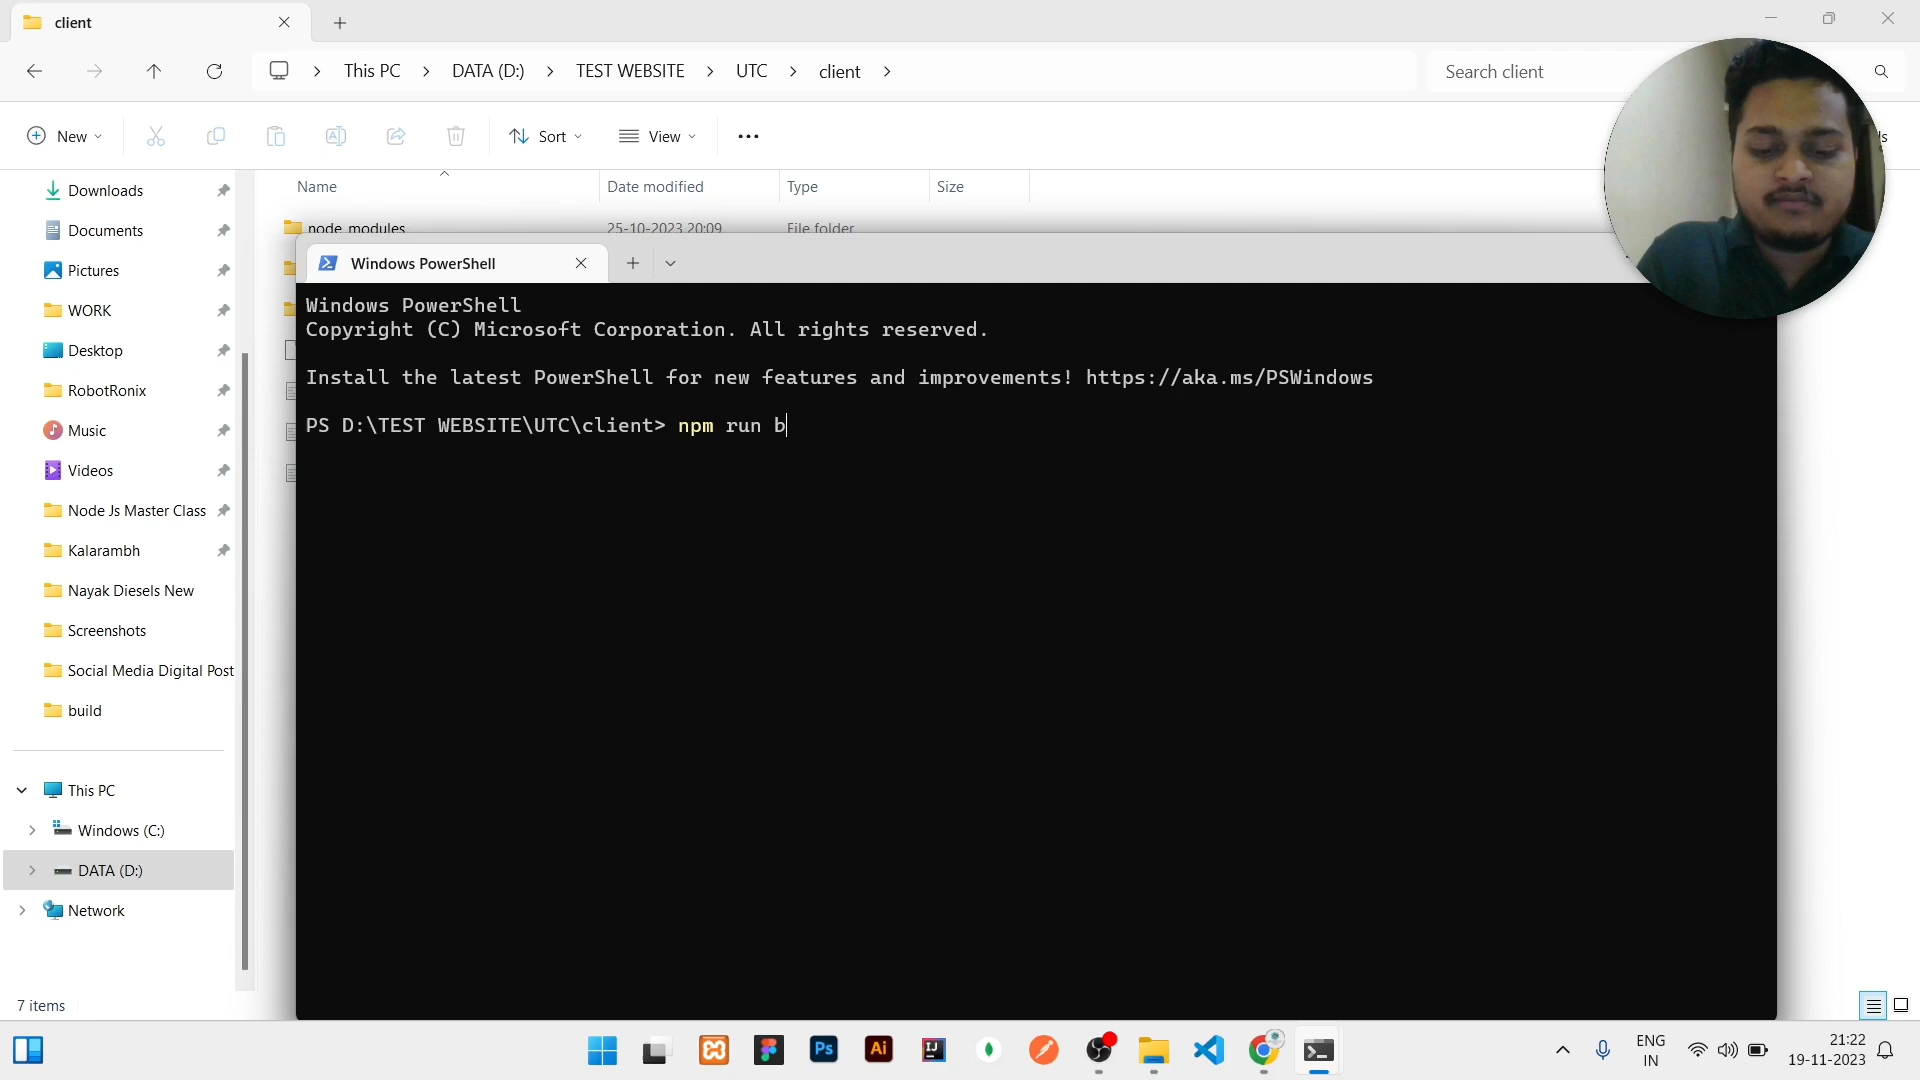 client
This PC
DATA (D:)
TEST WEBSITE
UTC
client
Search client
New
Sort
View
Name
Date modified
Type
Size
Downloads
Documents
Pictures
WORK
Desktop
RobotRonix
Music
Videos
Node Js Master Class
Kalarambh
Nayak Diesels New
Screenshots
Social Media Digital Post
build
This PC
Windows (C:)
DATA (D:)
Network
node_modules 25-10-2023 20:09 File folder
Windows PowerShell
Windows PowerShell
Copyright (C) Microsoft Corporation. All rights reserved.
Install the latest PowerShell for new features and improvements! https://aka.ms/PSWindows
PS D:\TEST WEBSITE\UTC\client> npm run b
7 items
Ps
Ai
IJ
ENG
IN
21:22
19-11-2023